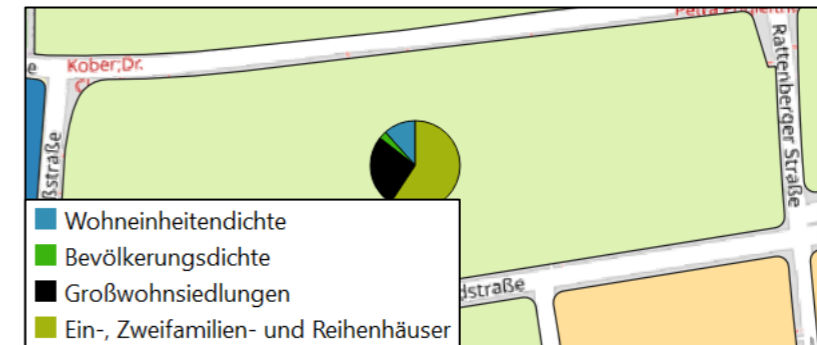 Rattenberger Straße
e
Kober;Dr.
ßstraße
Wohneinheitendichte
Bevölkerungsdichte
Großwohnsiedlungen
Ein-, Zweifamilien- und Reihenhäuser
dstraße